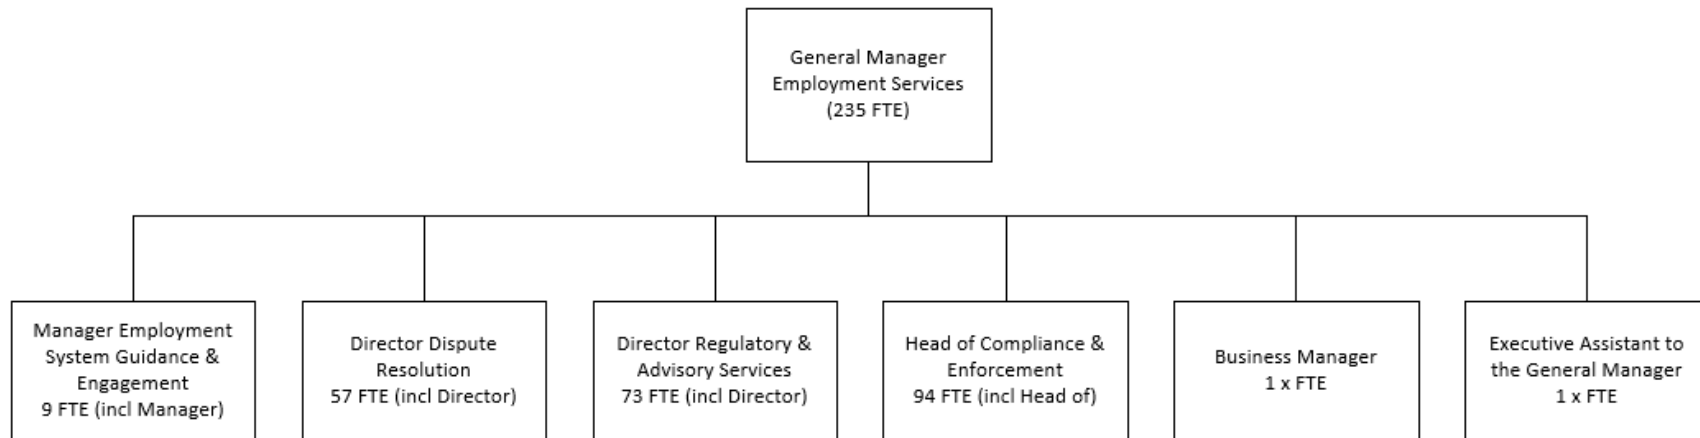 General Manager
Employment Services
(235 FTE)
Manager Employment
System Guidance &
Engagement
9 FTE (incl Manager)
Director Dispute
Resolution
57 FTE (incl Director)
Director Regulatory &
Advisory Services
73 FTE (incl Director)
Head of Compliance &
Enforcement
94 FTE (incl Head of)
Business Manager
1 x FTE
Executive Assistant to
the General Manager
1 x FTE